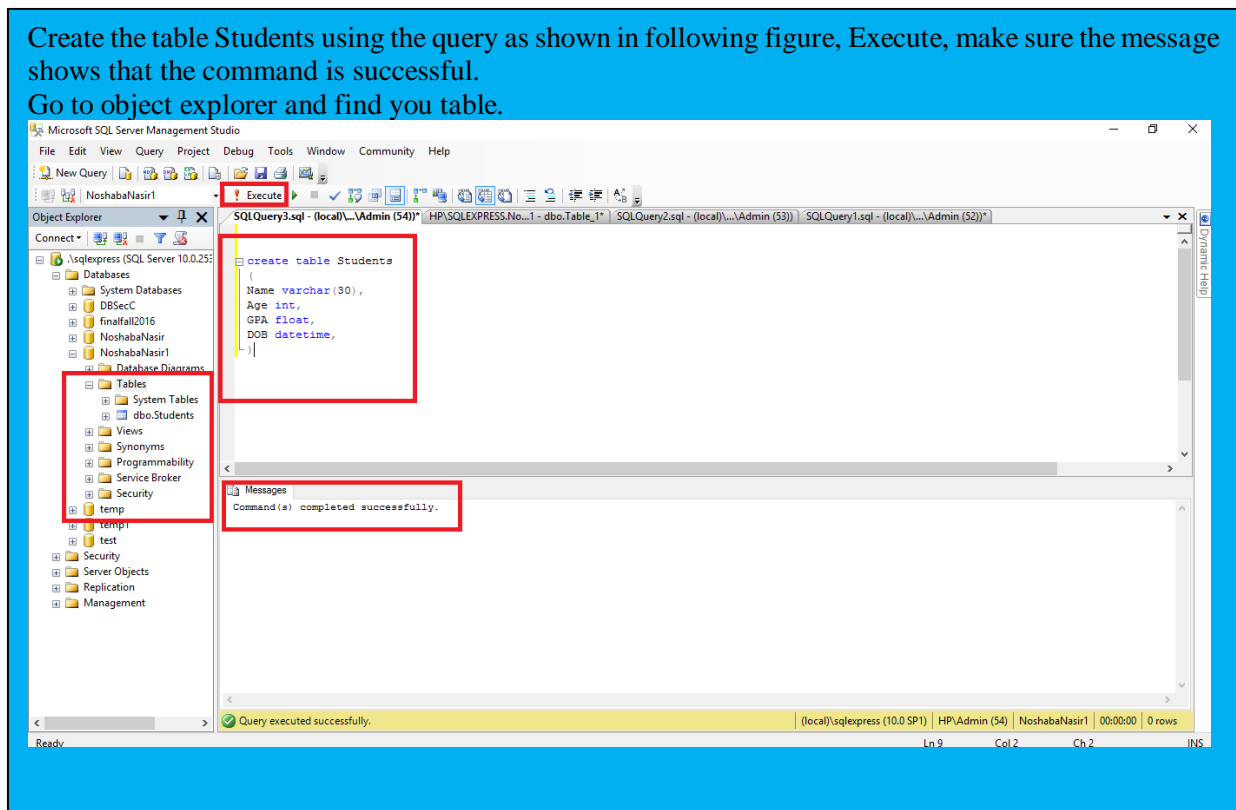 Create the table Students using the query as shown in following figure, Execute, make sure the message
shows that the command is successful.
Go to object explorer and find you table.
Microsoft SQL Server Management Studio
File Edit View Query Project Debug Tools Window Community Help
New Query
NoshabaNasir1 Execute
Object Explorer
SQLQuery3.sql - (local)\...\Admin (54))* HP\SQLEXPRESS.No...1 - dbo.Table_1* SQLQuery2.sql - (local)\...\Admin (53)) SQLQuery1.sql - (local)\...\Admin (52))*
Connect
Dynamic Help
.\sqlexpress (SQL Server 10.0.253
Databases
System Databases
DBSecC
finalfall2016
NoshabaNasir
NoshabaNasir1
Database Diagrams
Tables
System Tables
dbo.Students
Views
Synonyms
Programmability
Service Broker
Security
temp
temp1
test
Security
Server Objects
Replication
Management
create table Students
(
Name varchar(30),
Age int,
GPA float,
DOB datetime,
)
Messages
Command(s) completed successfully.
Query executed successfully. (local)\sqlexpress (10.0 SP1) HP\Admin (54) NoshabaNasir1 00:00:00 0 rows
Ready Ln 9 Col 2 Ch 2 INS